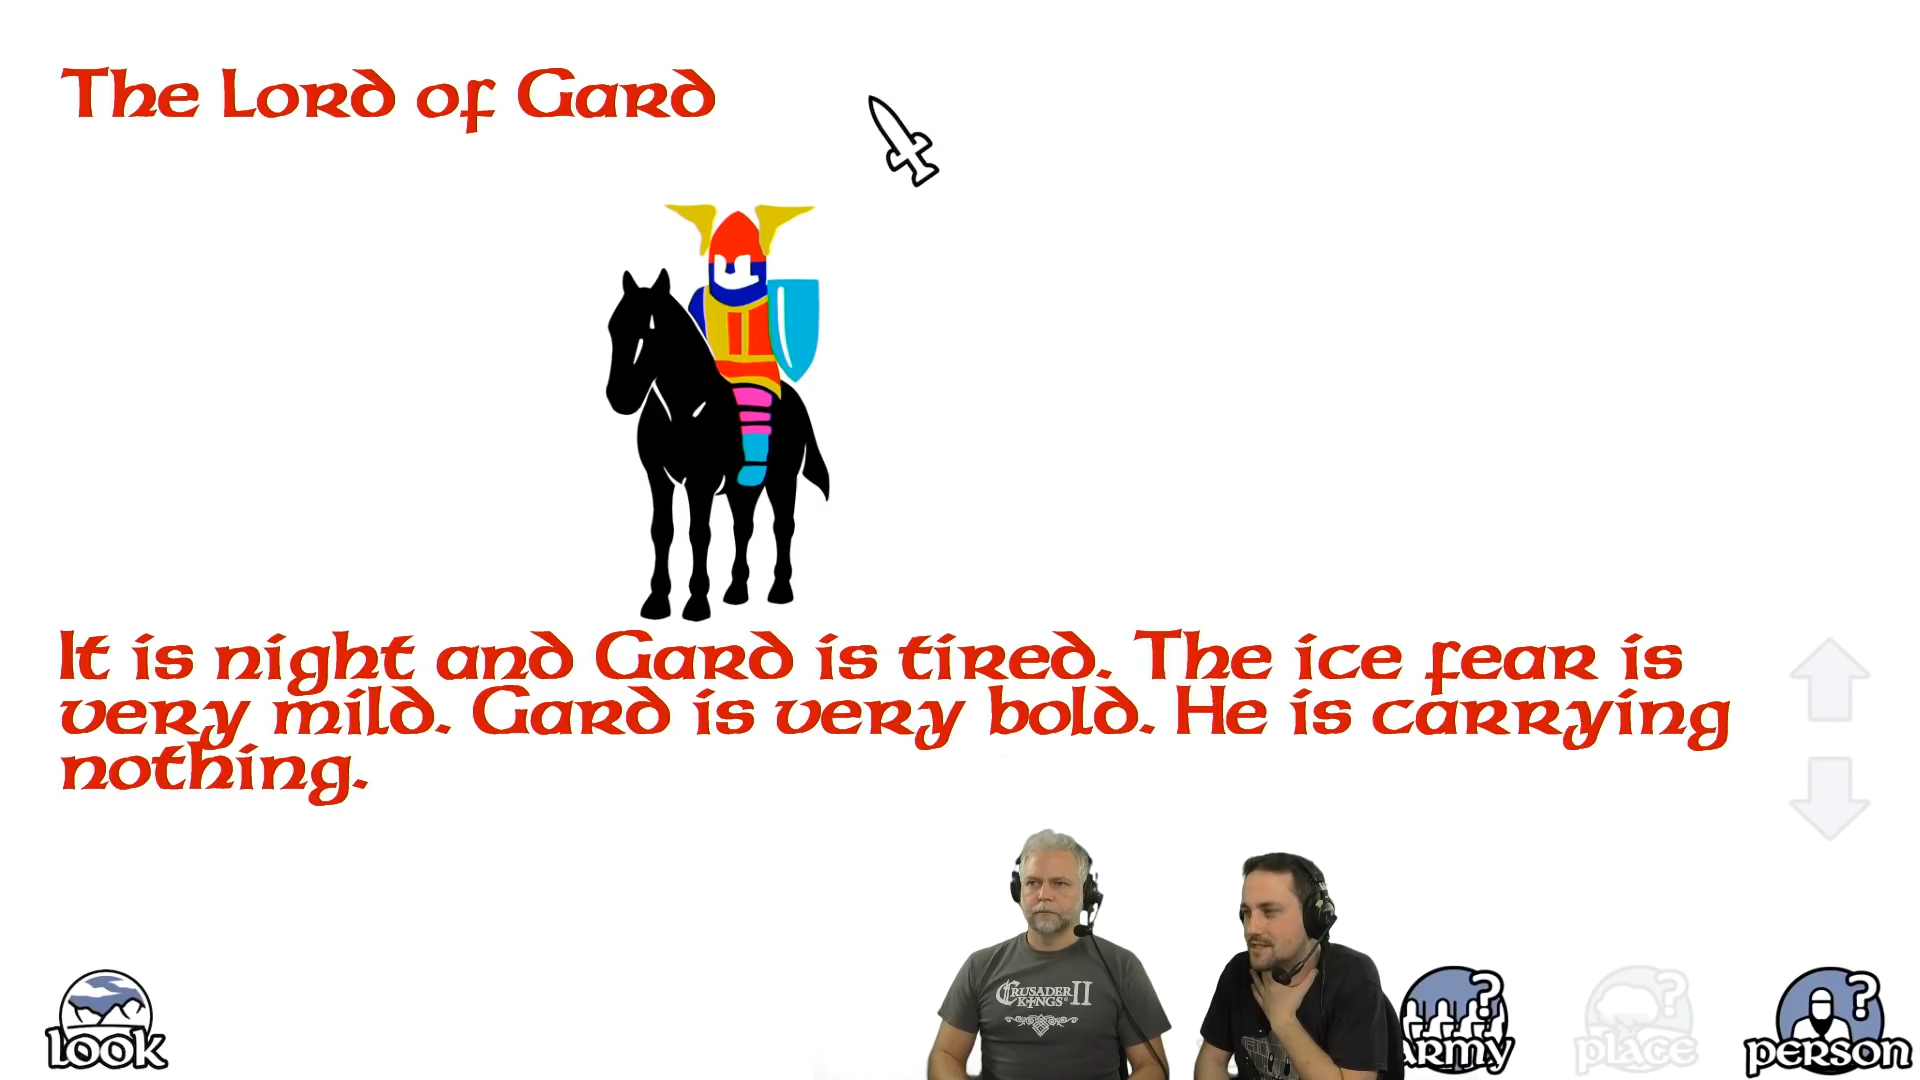 The Lord of Gard
It is night and Gard is tired. The ice fear is
very mild. Gard is very bold. He is carrying
nothing.
CRUSADER
KINGS II
look
ARMY
place
person
?
?
?